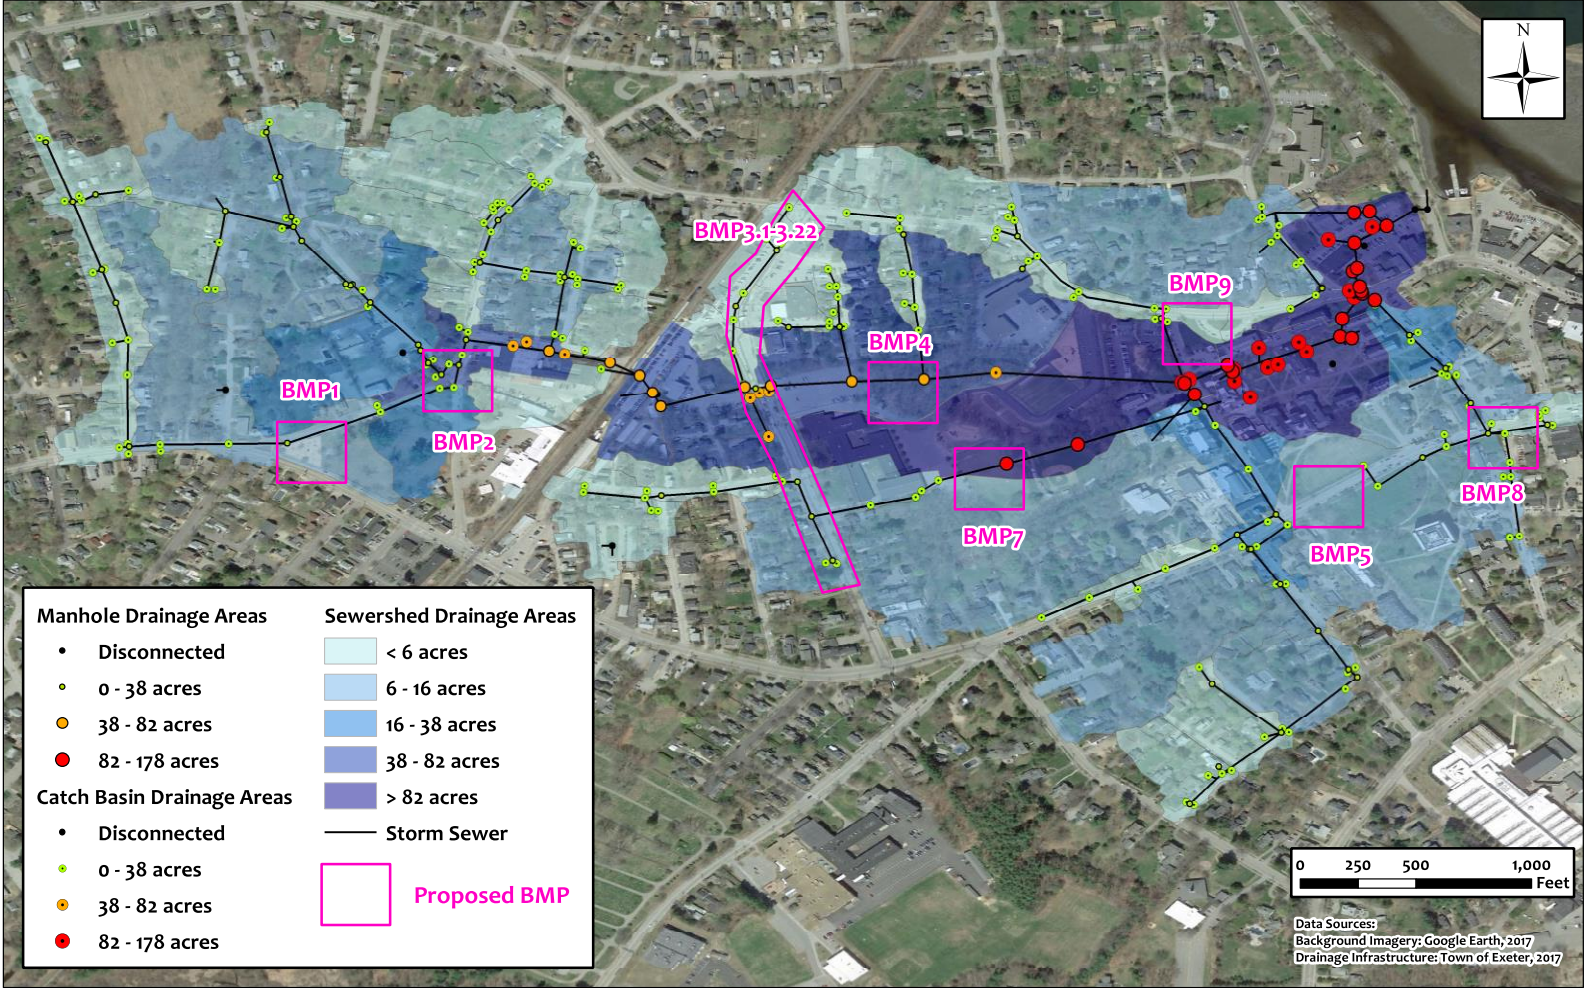 N
BMP3.1-3.22
BMP9
BMP4
BMP1
BMP2
BMP8
BMP7
BMP5
Manhole Drainage Areas
Disconnected
0 - 38 acres
38 - 82 acres
82 - 178 acres
Catch Basin Drainage Areas
Disconnected
0 - 38 acres
38 - 82 acres
82 - 178 acres
Sewershed Drainage Areas
< 6 acres
6 - 16 acres
16 - 38 acres
38 - 82 acres
> 82 acres
Storm Sewer
Proposed BMP
0 250 500 1,000
Feet
Data Sources:
Background Imagery: Google Earth, 2017
Drainage Infrastructure: Town of Exeter, 2017